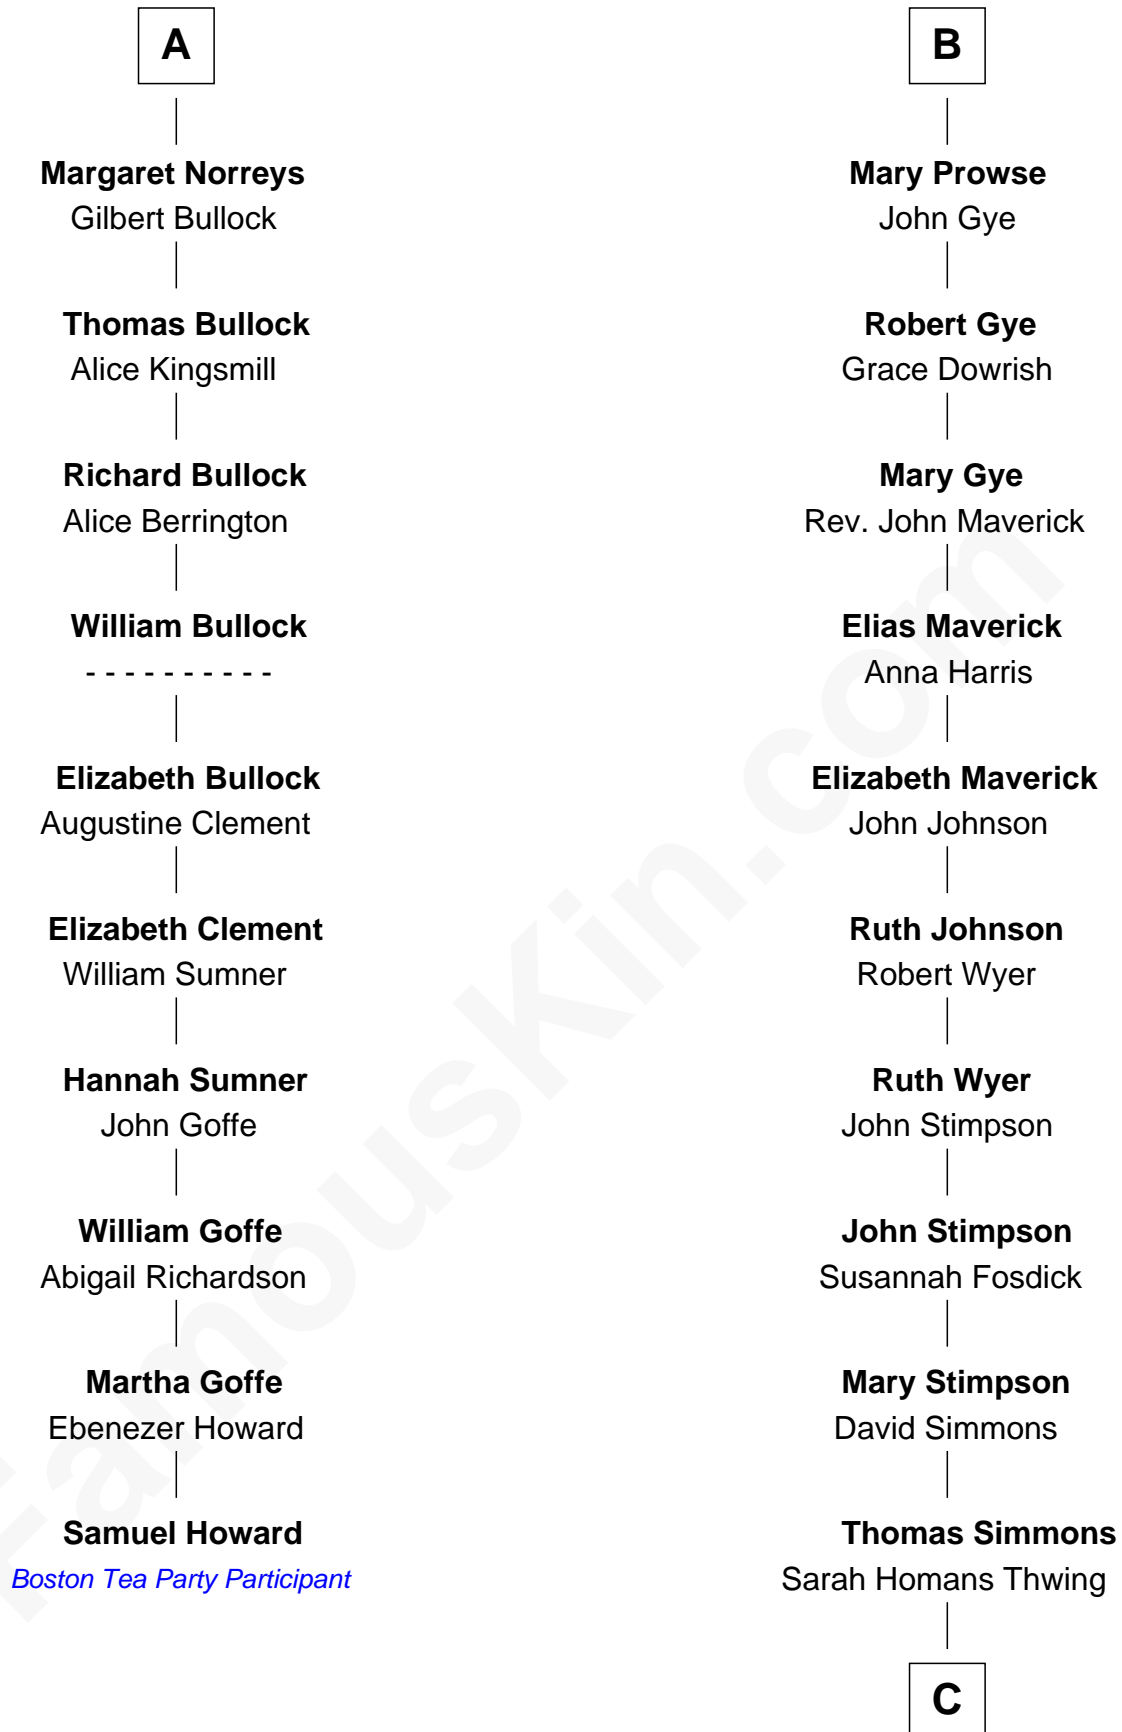 A
Margaret Norreys
Gilbert Bullock
Thomas Bullock
Alice Kingsmill
Richard Bullock
Alice Berrington
William Bullock
- - - - - - - - - -
Elizabeth Bullock
Augustine Clement
Elizabeth Clement
William Sumner
Hannah Sumner
John Goffe
William Goffe
Abigail Richardson
Martha Goffe
Ebenezer Howard
Samuel Howard
Boston Tea Party Participant
B
Mary Prowse
John Gye
Robert Gye
Grace Dowrish
Mary Gye
Rev. John Maverick
Elias Maverick
Anna Harris
Elizabeth Maverick
John Johnson
Ruth Johnson
Robert Wyer
Ruth Wyer
John Stimpson
John Stimpson
Susannah Fosdick
Mary Stimpson
David Simmons
Thomas Simmons
Sarah Homans Thwing
C
FamousKin.com